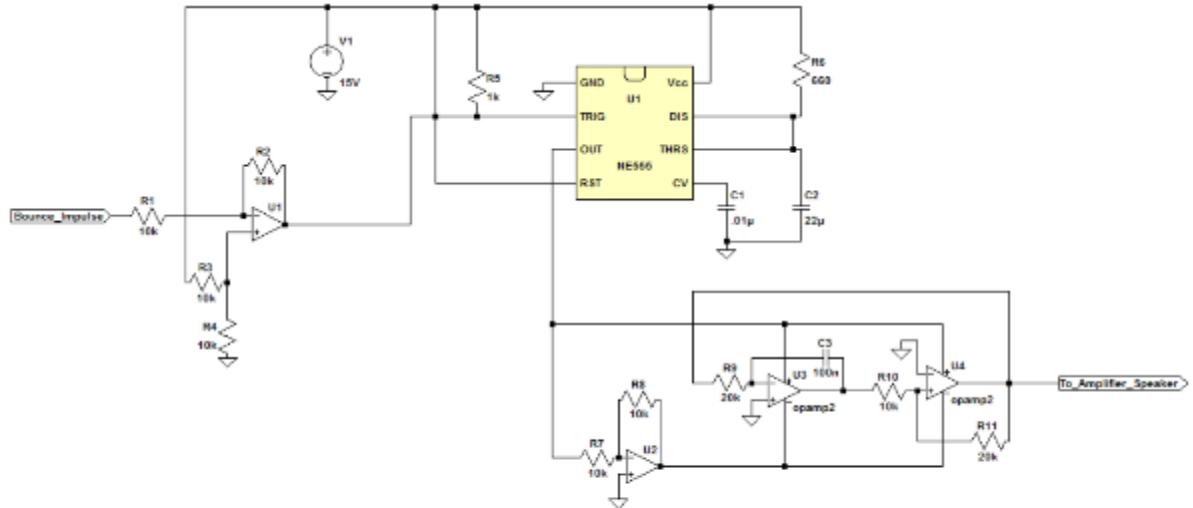 V1
15V
R5
1k
GND
Vcc
R6
660
U1
TRIG
DIS
OUT
THRS
NE555
RST
CV
C1
.01µ
C2
22µ
R2
10k
U1
Bounce_Impulse
R1
10k
R3
10k
R4
10k
C3
100n
R9
20k
U3
opamp2
R10
10k
U4
opamp2
To_Amplifier_Speaker
R8
10k
R7
10k
U2
R11
20k